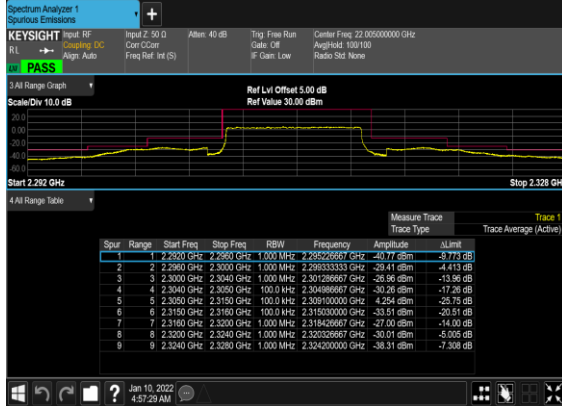 Spectrum Analyzer 1
Spurious Emissions
+
KEYSIGHT Input: RF Input Z: 50 Ω Atten: 40 dB Trig: Free Run Center Freq: 22.005000000 GHz
RL Coupling: DC Corr CCorr Gate: Off Avg|Hold: 100/100
Align: Auto Freq Ref: Int (S) IF Gain: Low Radio Std: None
PASS
3 All Range Graph
Ref Lvl Offset 5.00 dB
Scale/Div 10.0 dB Ref Value 30.00 dBm
20.0
0.00
-20.0
-40.0
-60.0
Start 2.292 GHz Stop 2.328 GH
4 All Range Table
Measure Trace Trace 1
Trace Type Trace Average (Active)
Spur Range Start Freq Stop Freq RBW Frequency Amplitude ΔLimit
1 1 2.2920 GHz 2.2960 GHz 1.000 MHz 2.295226667 GHz -40.77 dBm -9.773 dB
2 2 2.2960 GHz 2.3000 GHz 1.000 MHz 2.299333333 GHz -29.41 dBm -4.413 dB
3 3 2.3000 GHz 2.3040 GHz 1.000 MHz 2.301286667 GHz -26.96 dBm -13.96 dB
4 4 2.3040 GHz 2.3050 GHz 100.0 kHz 2.304986667 GHz -30.26 dBm -17.26 dB
5 5 2.3050 GHz 2.3150 GHz 100.0 kHz 2.309100000 GHz 4.254 dBm -25.75 dB
6 6 2.3150 GHz 2.3160 GHz 100.0 kHz 2.315030000 GHz -33.51 dBm -20.51 dB
7 7 2.3160 GHz 2.3200 GHz 1.000 MHz 2.318426667 GHz -27.00 dBm -14.00 dB
8 8 2.3200 GHz 2.3240 GHz 1.000 MHz 2.320326667 GHz -30.01 dBm -5.005 dB
9 9 2.3240 GHz 2.3280 GHz 1.000 MHz 2.324200000 GHz -38.31 dBm -7.308 dB
? Jan 10, 2022
4:57:29 AM